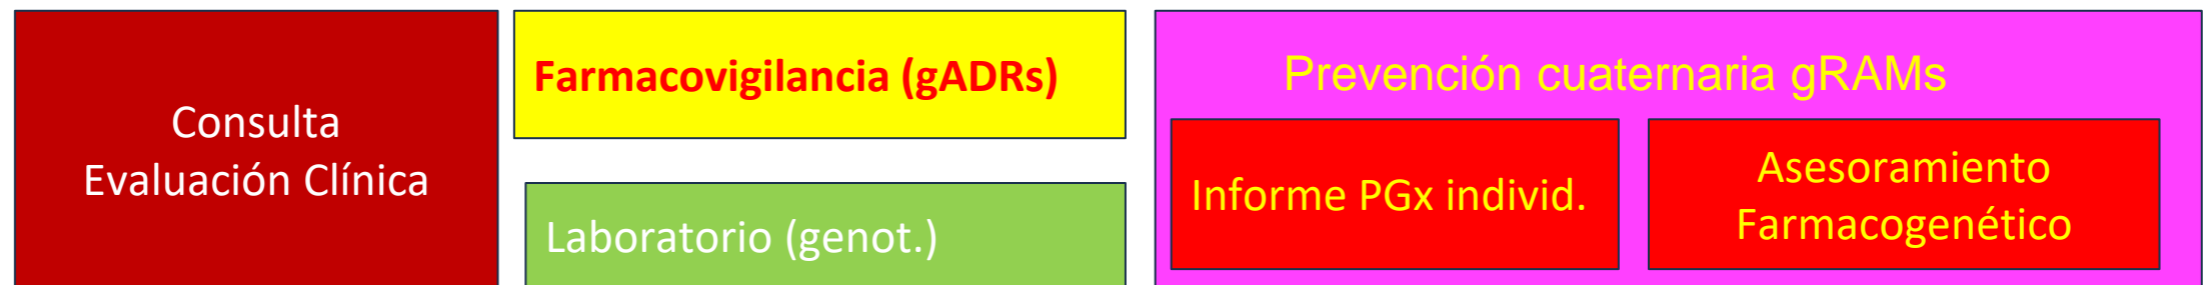 Consulta
Evaluación Clínica
Farmacovigilancia (gADRs)
Laboratorio (genot.)
Prevención cuaternaria gRAMs
Informe PGx individ.
Asesoramiento
Farmacogenético